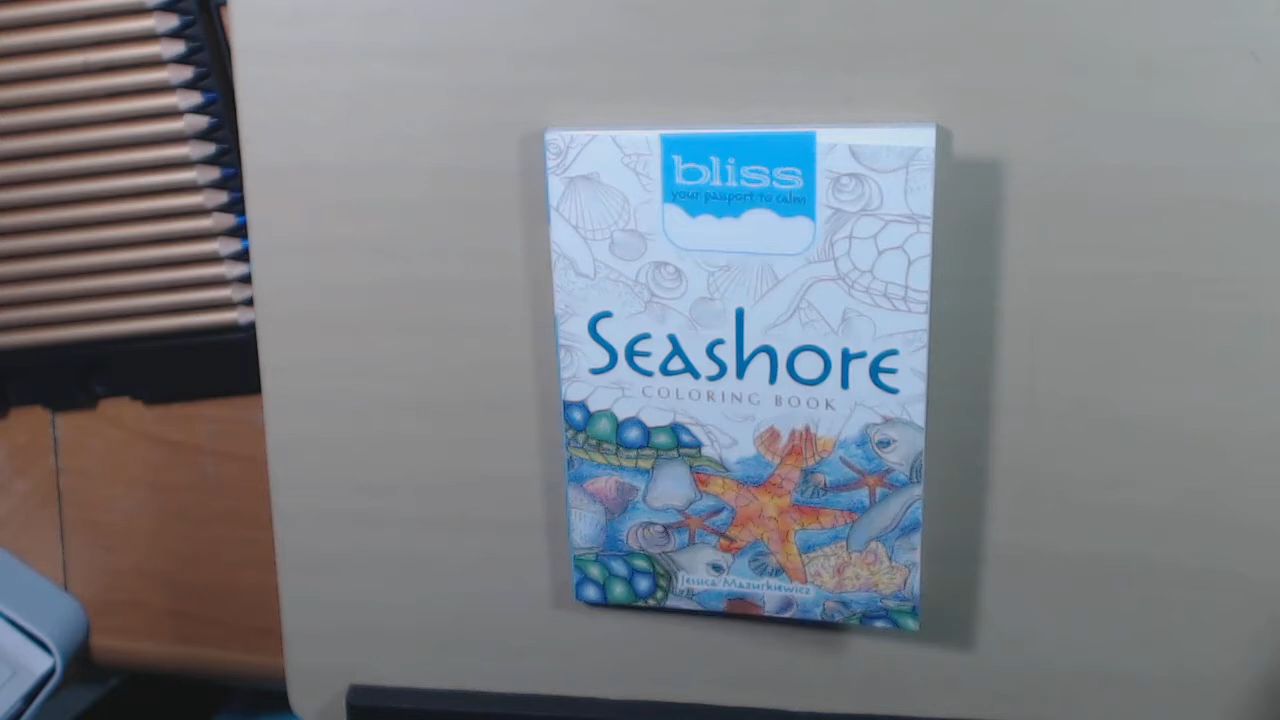 bliss
your passport to calm
Seashore
COLORING BOOK
Jessica Mazurkiewicz